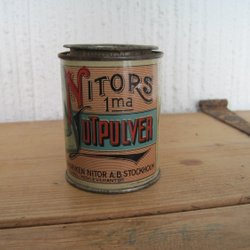 NITORS
1ma
SOTPULVER
NITOR A.B. STOCKHOLM